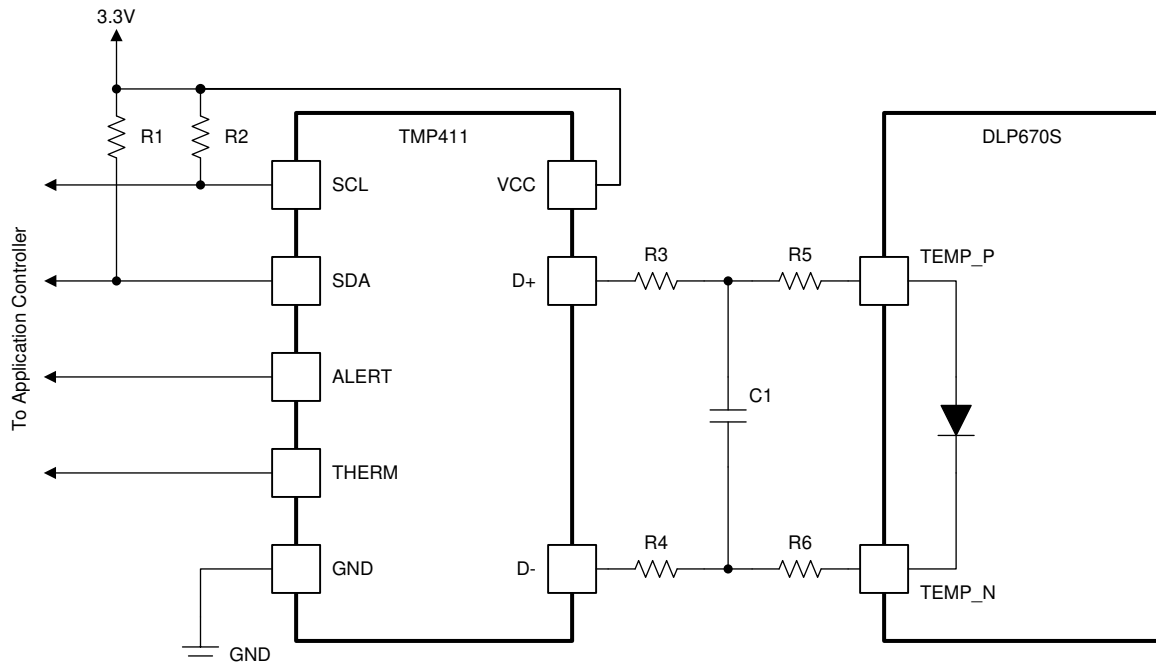 3.3V
R1
R2
TMP411
DLP670S
SCL
VCC
SDA
D+
R3
R5
TEMP_P
To Application Controller
ALERT
C1
THERM
GND
D-
R4
R6
TEMP_N
GND